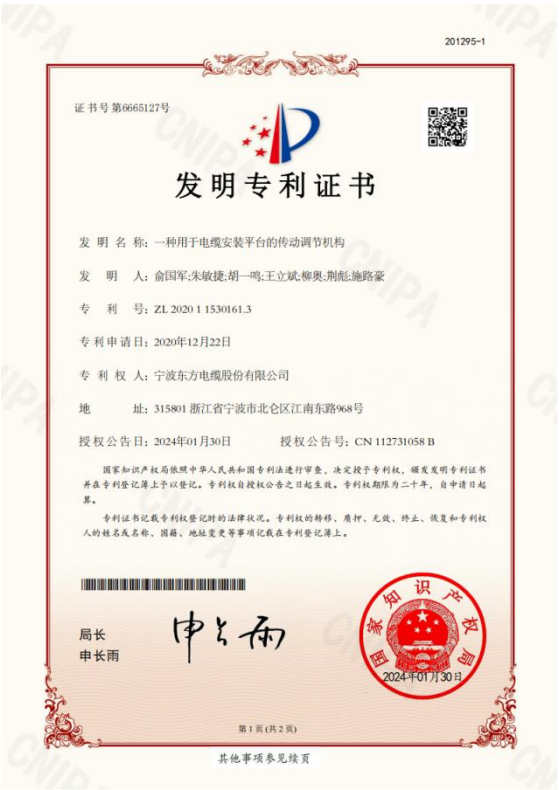 201295-1
证书号第6665127号
发明专利证书
发明名称：一种用于电缆安装平台的传动调节机构
发明人：俞国军;朱敏捷;胡一鸣;王立斌;柳奥;荆彪;施路豪
专利号：ZL 2020 1 1530161.3
专利申请日：2020年12月22日
专利权人：宁波东方电缆股份有限公司
地址：315801 浙江省宁波市北仑区江南东路968号
授权公告日：2024年01月30日 授权公告号：CN 112731058 B
国家知识产权局依照中华人民共和国专利法进行审查，决定授予专利权，颁发发明专利证书
并在专利登记簿上予以登记。专利权自授权公告之日起生效。专利权期限为二十年，自申请日起
算。
专利证书记载专利权登记时的法律状况。专利权的转移、质押、无效、终止、恢复和专利权
人的姓名或名称、国籍、地址变更等事项记载在专利登记簿上。
局长
申长雨
申长雨
国家知识产权局
2024年01月30日
第1页(共2页)
其他事项参见续页
CNIPA